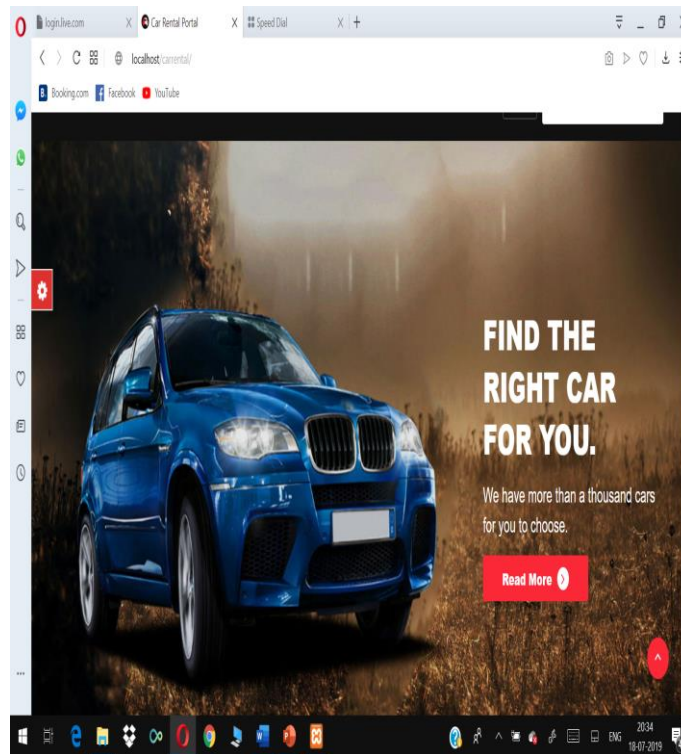 login.live.com
Car Rental Portal
Speed Dial
localhost/carrental/
B. Booking.com
Facebook
YouTube
FIND THE
RIGHT CAR
FOR YOU.
We have more than a thousand cars
for you to choose.
Read More
ENG
20:34
18-07-2019